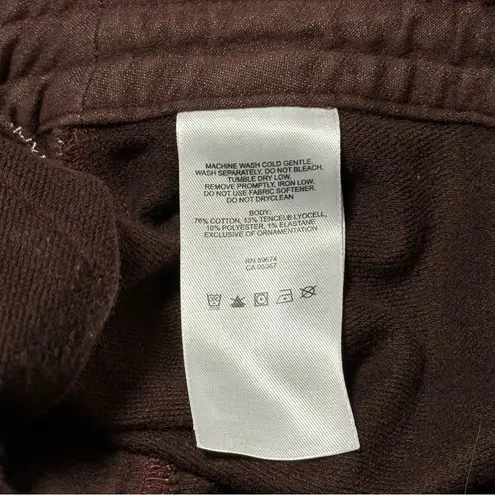 MACHINE WASH COLD GENTLE,
WASH SEPARATELY, DO NOT BLEACH,
TUMBLE DRY LOW,
REMOVE PROMPTLY, IRON LOW,
DO NOT USE FABRIC SOFTENER,
DO NOT DRYCLEAN
BODY:
76% COTTON, 13% TENCEL® LYOCELL,
10% POLYESTER, 1% ELASTANE
EXCLUSIVE OF ORNAMENTATION
RN 89674
CA 05367